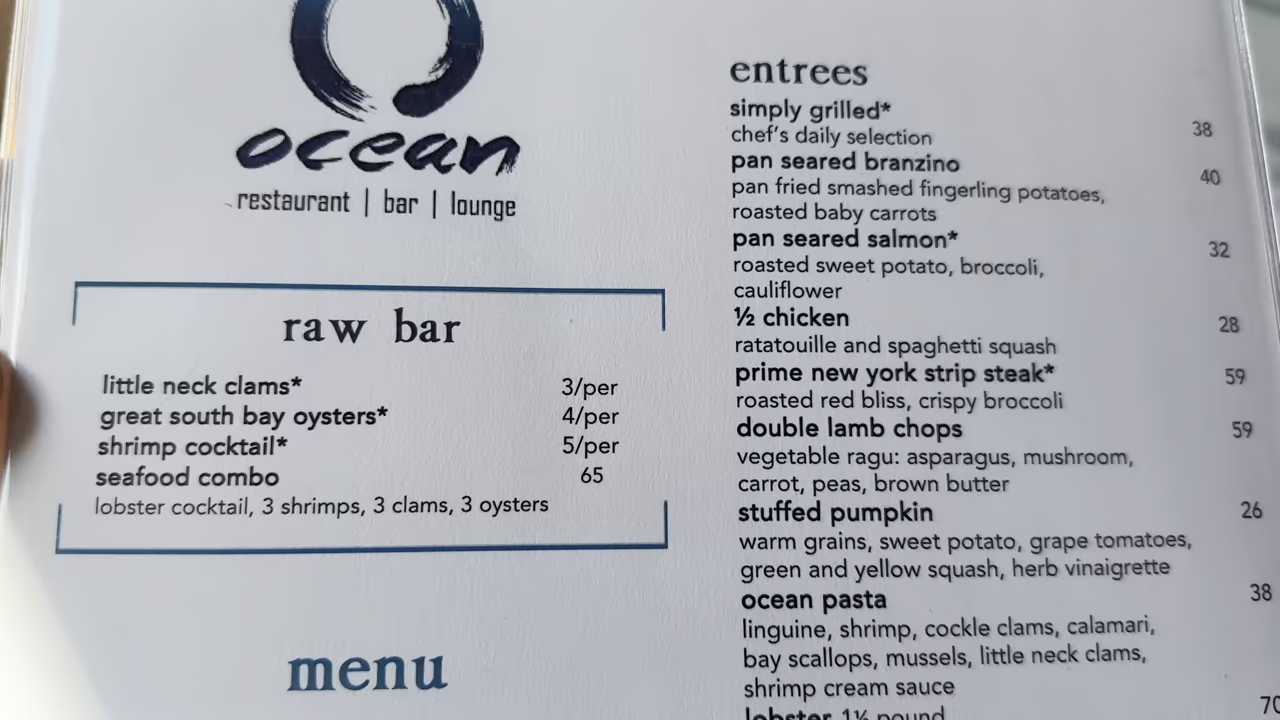 ocean
restaurant | bar | lounge
raw bar
little neck clams* 3/per
great south bay oysters* 4/per
shrimp cocktail* 5/per
seafood combo 65
lobster cocktail, 3 shrimps, 3 clams, 3 oysters
menu
entrees
simply grilled* 38
chef's daily selection
pan seared branzino 40
pan fried smashed fingerling potatoes,
roasted baby carrots
pan seared salmon* 32
roasted sweet potato, broccoli,
cauliflower
½ chicken 28
ratatouille and spaghetti squash
prime new york strip steak* 59
roasted red bliss, crispy broccoli
double lamb chops 59
vegetable ragu: asparagus, mushroom,
carrot, peas, brown butter
stuffed pumpkin 26
warm grains, sweet potato, grape tomatoes,
green and yellow squash, herb vinaigrette
ocean pasta 38
linguine, shrimp, cockle clams, calamari,
bay scallops, mussels, little neck clams,
shrimp cream sauce
lobster 1½ pound 70